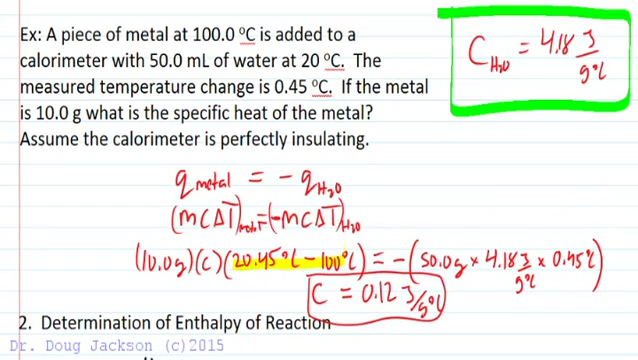 Ex: A piece of metal at 100.0 °C is added to a
calorimeter with 50.0 mL of water at 20 °C. The
measured temperature change is 0.45 °C. If the metal
is 10.0 g what is the specific heat of the metal?
Assume the calorimeter is perfectly insulating.
C H₂O = 4.18 J/g°C
q metal = - q H₂O
(mCΔT)metal = (-mCΔT)H₂O
(10.0g)(C)(20.45°C - 100°C) = -(50.0g × 4.18 J/g°C × 0.45°C)
C = 0.12 J/g°C
2. Determination of Enthalpy of Reaction
Dr. Doug Jackson (c)2015